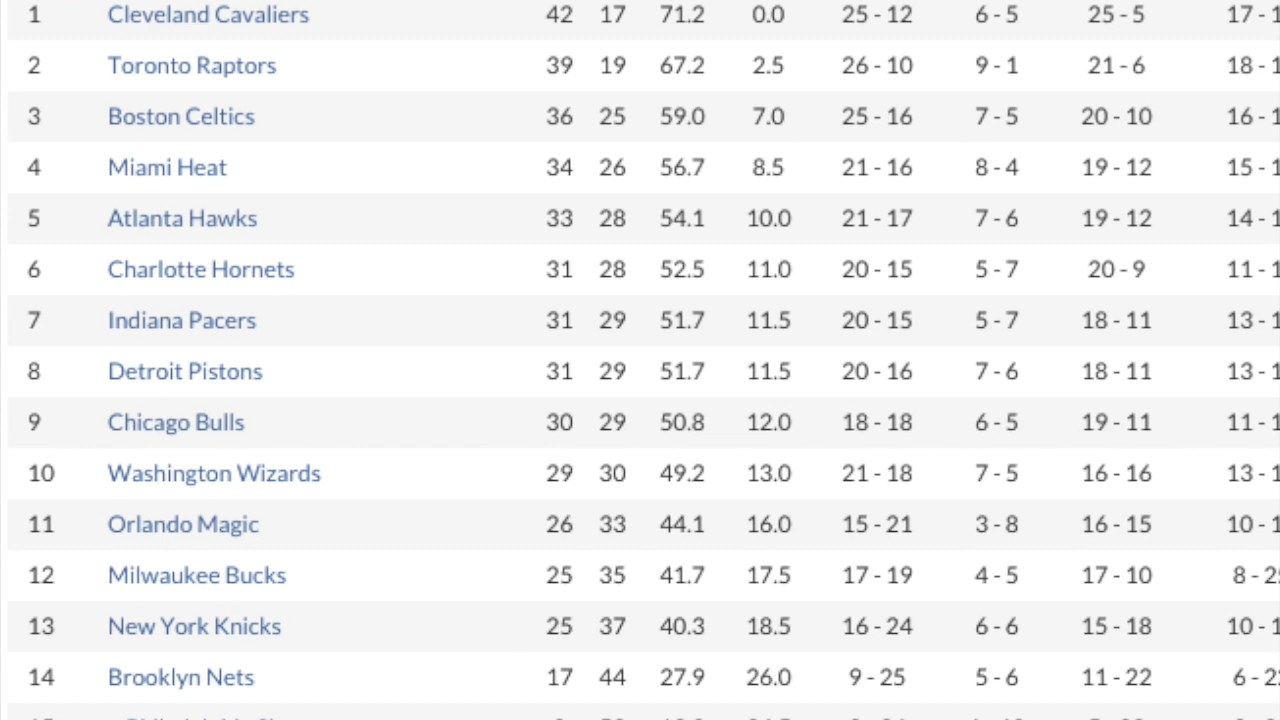 1 Cleveland Cavaliers 42 17 71.2 0.0 25 - 12 6 - 5 25 - 5 17 - 1
2 Toronto Raptors 39 19 67.2 2.5 26 - 10 9 - 1 21 - 6 18 - 1
3 Boston Celtics 36 25 59.0 7.0 25 - 16 7 - 5 20 - 10 16 - 1
4 Miami Heat 34 26 56.7 8.5 21 - 16 8 - 4 19 - 12 15 - 1
5 Atlanta Hawks 33 28 54.1 10.0 21 - 17 7 - 6 19 - 12 14 - 1
6 Charlotte Hornets 31 28 52.5 11.0 20 - 15 5 - 7 20 - 9 11 - 1
7 Indiana Pacers 31 29 51.7 11.5 20 - 15 5 - 7 18 - 11 13 - 1
8 Detroit Pistons 31 29 51.7 11.5 20 - 16 7 - 6 18 - 11 13 - 1
9 Chicago Bulls 30 29 50.8 12.0 18 - 18 6 - 5 19 - 11 11 - 1
10 Washington Wizards 29 30 49.2 13.0 21 - 18 7 - 5 16 - 16 13 - 1
11 Orlando Magic 26 33 44.1 16.0 15 - 21 3 - 8 16 - 15 10 - 1
12 Milwaukee Bucks 25 35 41.7 17.5 17 - 19 4 - 5 17 - 10 8 - 2
13 New York Knicks 25 37 40.3 18.5 16 - 24 6 - 6 15 - 18 10 - 1
14 Brooklyn Nets 17 44 27.9 26.0 9 - 25 5 - 6 11 - 22 6 - 2